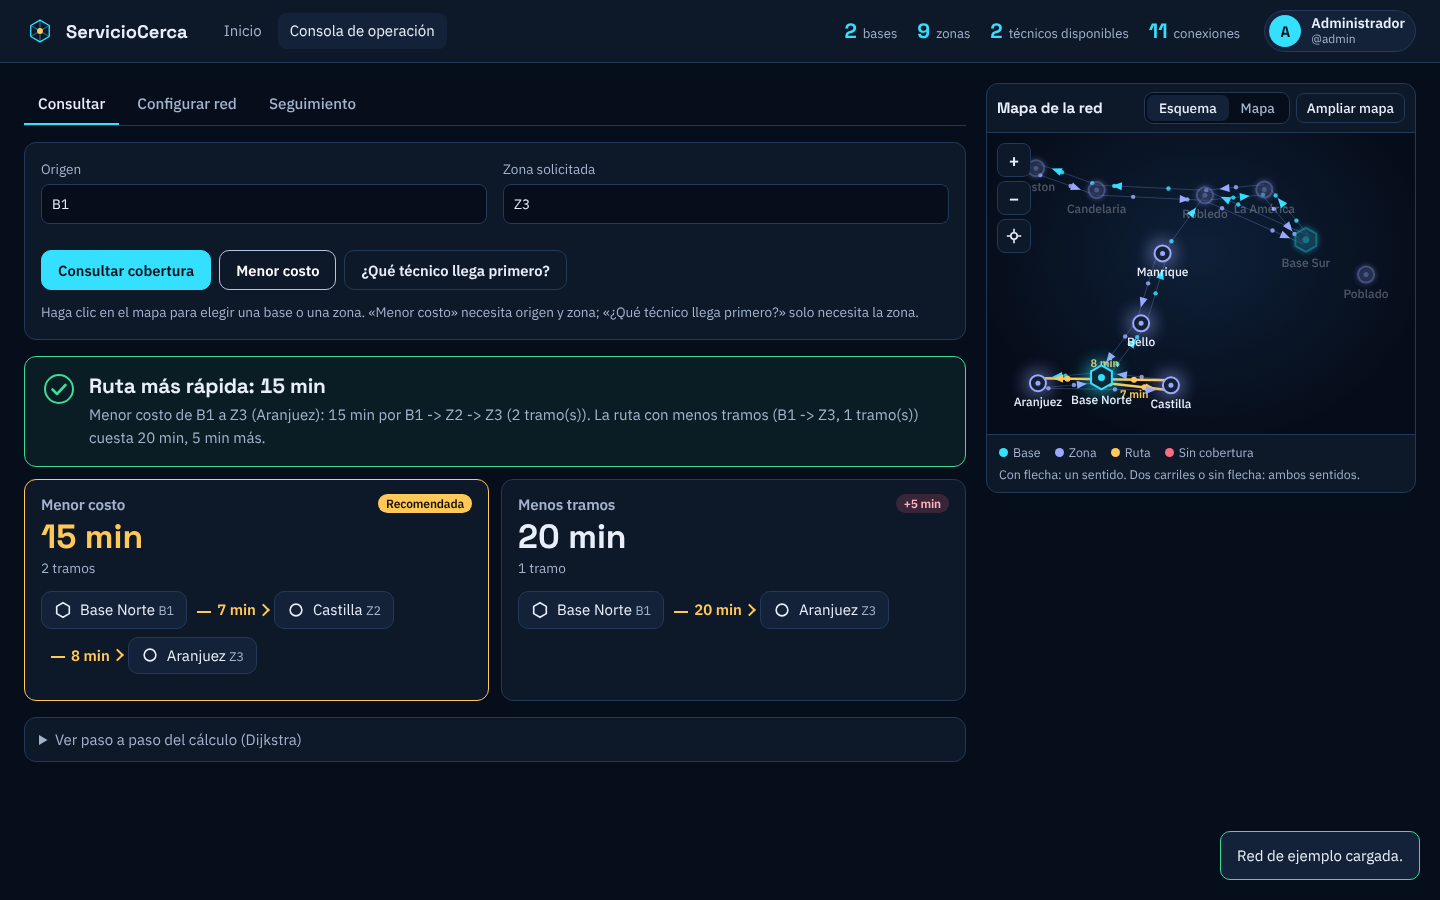 ServicioCerca
Inicio
Consola de operación
2 bases
9 zonas
2 técnicos disponibles
11 conexiones
A
Administrador
@admin
Consultar
Configurar red
Seguimiento
Origen
B1
Zona solicitada
Z3
Consultar cobertura
Menor costo
¿Qué técnico llega primero?
Haga clic en el mapa para elegir una base o una zona. «Menor costo» necesita origen y zona; «¿Qué técnico llega primero?» solo necesita la zona.
Ruta más rápida: 15 min
Menor costo de B1 a Z3 (Aranjuez): 15 min por B1 -> Z2 -> Z3 (2 tramo(s)). La ruta con menos tramos (B1 -> Z3, 1 tramo(s))
cuesta 20 min, 5 min más.
Menor costo
Recomendada
15 min
2 tramos
Base Norte B1
7 min
Castilla Z2
8 min
Aranjuez Z3
Menos tramos
+5 min
20 min
1 tramo
Base Norte B1
20 min
Aranjuez Z3
Ver paso a paso del cálculo (Dijkstra)
Mapa de la red
Esquema
Mapa
Ampliar mapa
+
−
Candelaria
Robledo
La América
Base Sur
Manrique
Poblado
Bello
8 min
Aranjuez
Base Norte
7 min
Castilla
Base
Zona
Ruta
Sin cobertura
Con flecha: un sentido. Dos carriles o sin flecha: ambos sentidos.
Red de ejemplo cargada.